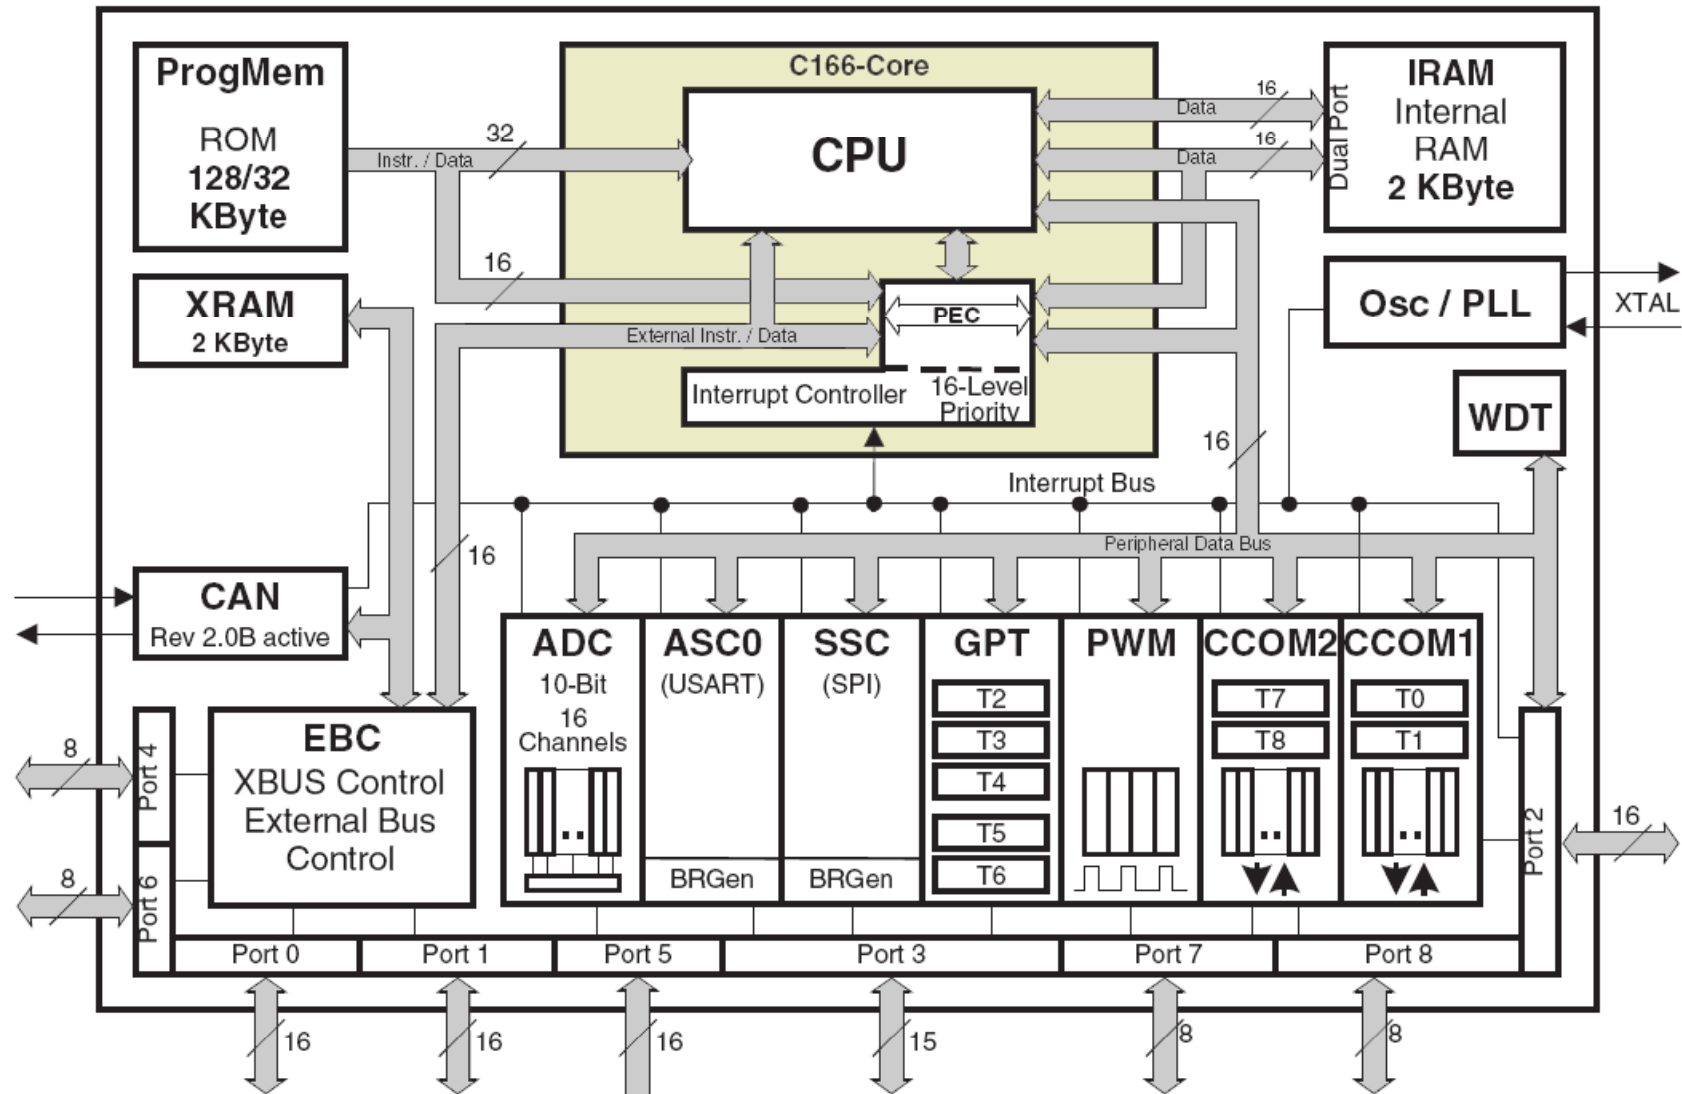 ProgMem
ROM
128/32
KByte
C166-Core
CPU
IRAM
Internal
RAM
2 KByte
Dual Port
Data
16
Data
16
32
Instr. / Data
16
XRAM
2 KByte
External Instr. / Data
PEC
Interrupt Controller
16-Level
Priority
Osc / PLL
XTAL
WDT
16
Interrupt Bus
Peripheral Data Bus
16
CAN
Rev 2.0B active
EBC
XBUS Control
External Bus
Control
ADC
10-Bit
16
Channels
ASC0
(USART)
BRGen
SSC
(SPI)
BRGen
GPT
T2
T3
T4
T5
T6
PWM
CCOM2
T7
T8
CCOM1
T0
T1
8
Port 4
8
Port 6
Port 2
16
Port 0
Port 1
Port 5
Port 3
Port 7
Port 8
16
16
16
15
8
8